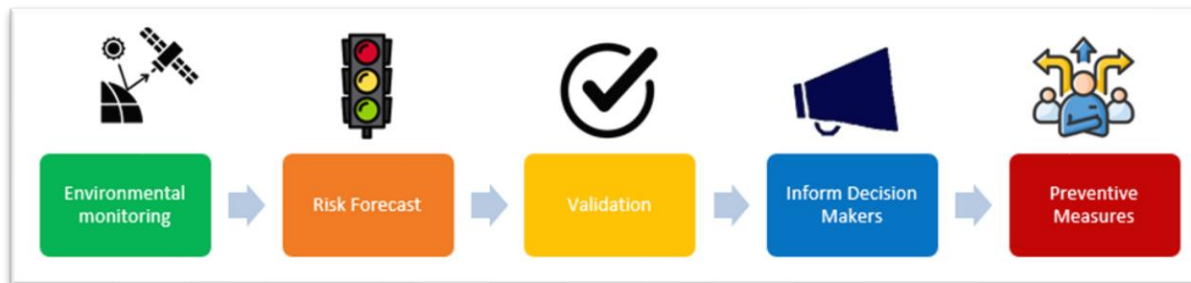 Environmental
monitoring
Risk Forecast
Validation
Inform Decision
Makers
Preventive
Measures